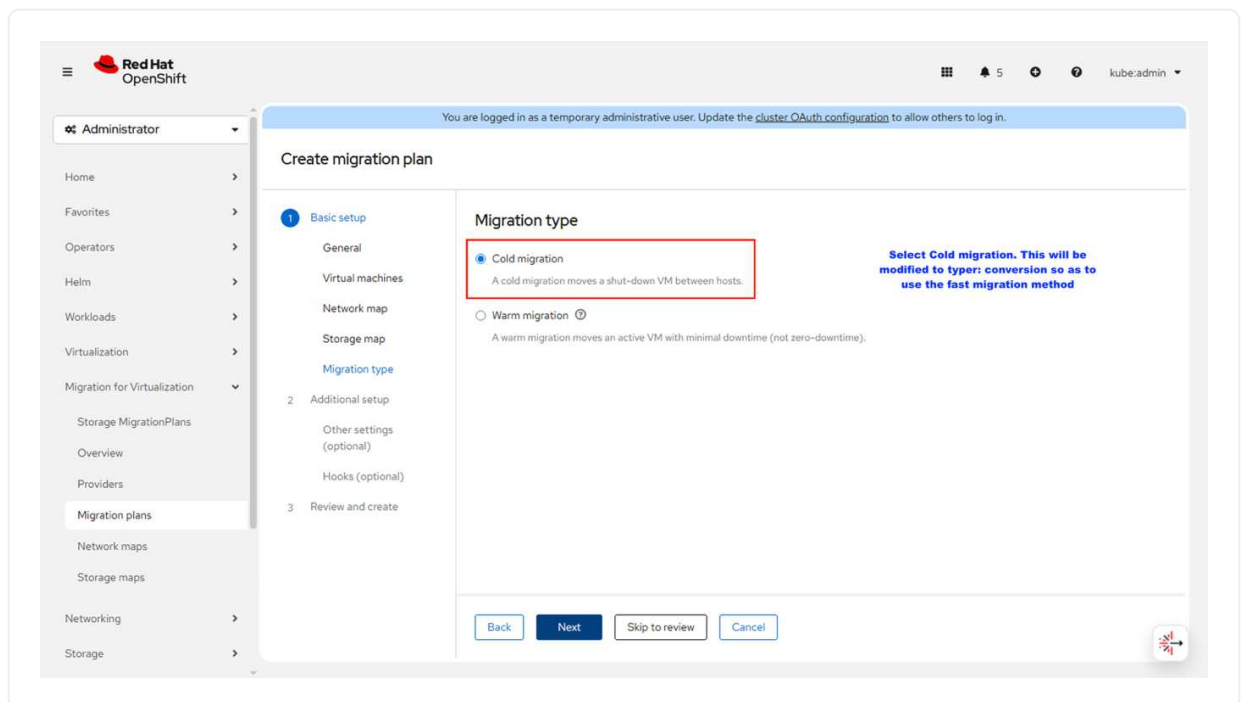 Red Hat
OpenShift
5
kube:admin
Administrator
You are logged in as a temporary administrative user. Update the cluster OAuth configuration to allow others to log in.
Create migration plan
Home
Favorites
Operators
Helm
Workloads
Virtualization
Migration for Virtualization
Storage MigrationPlans
Overview
Providers
Migration plans
Network maps
Storage maps
Networking
Storage
1 Basic setup
General
Virtual machines
Network map
Storage map
Migration type
2 Additional setup
Other settings
(optional)
Hooks (optional)
3 Review and create
Migration type
Cold migration
A cold migration moves a shut-down VM between hosts.
Warm migration
A warm migration moves an active VM with minimal downtime (not zero-downtime).
Select Cold migration. This will be
modified to typer: conversion so as to
use the fast migration method
Back
Next
Skip to review
Cancel